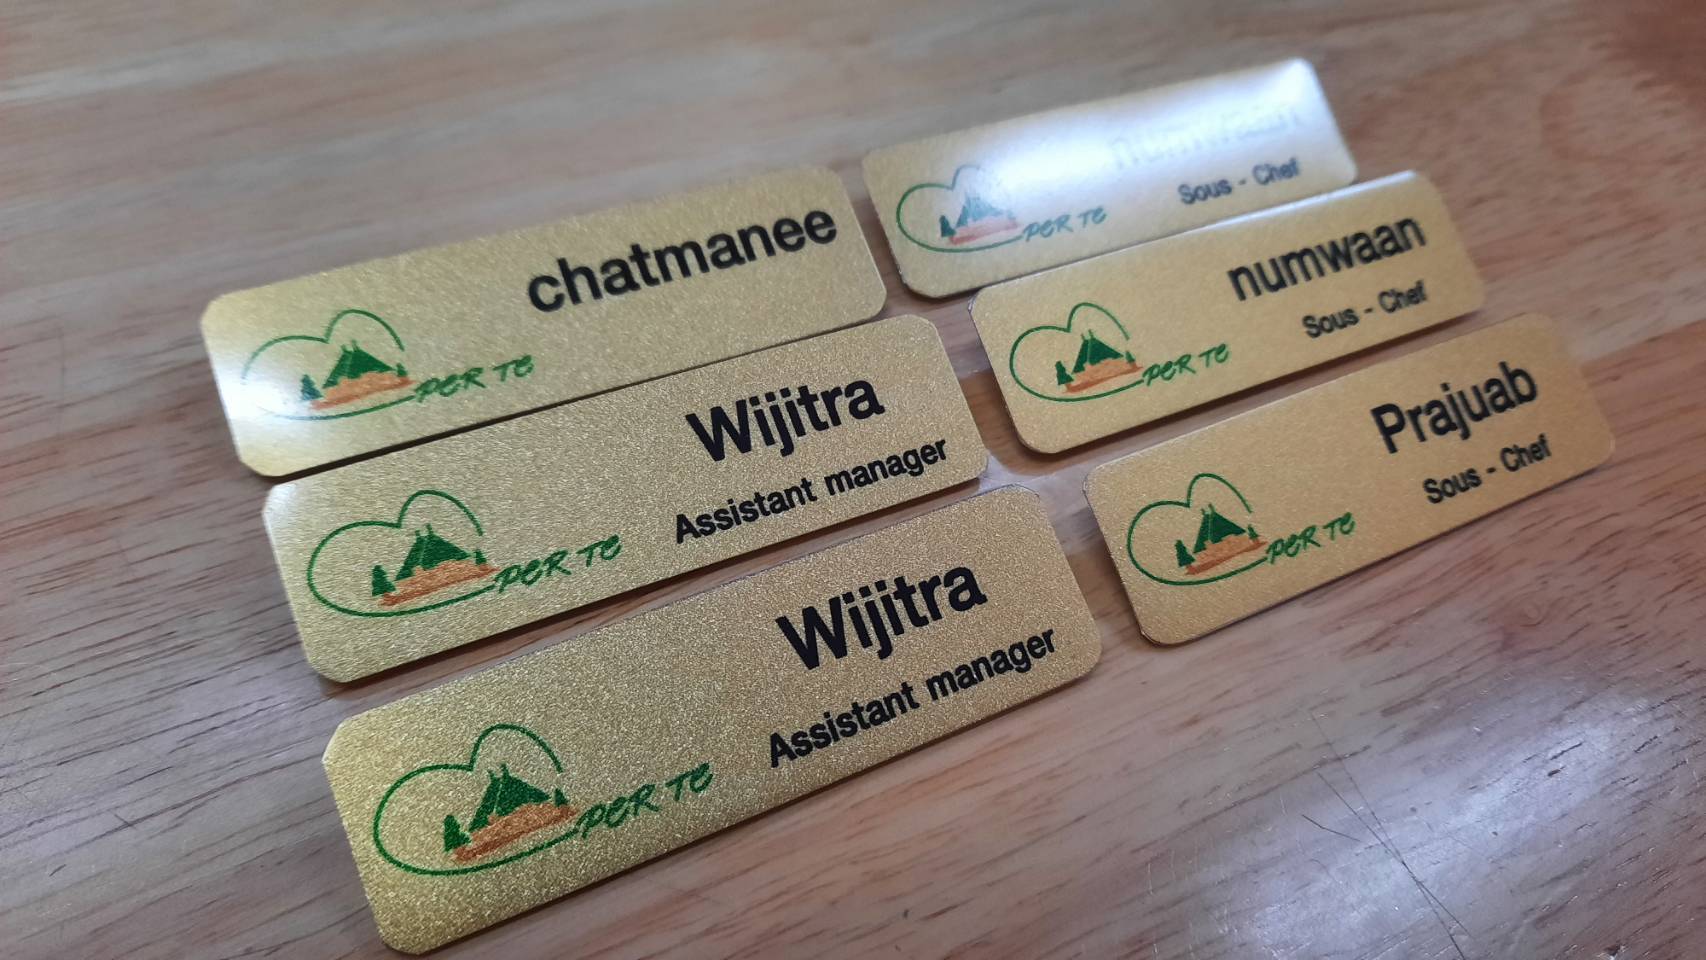 chatmanee
PER TE
Wijitra
Assistant manager
PER TE
Wijitra
Assistant manager
PER TE
numwaan
Sous - Chef
PER TE
numwaan
Sous - Chef
PER TE
Prajuab
Sous - Chef
PER TE